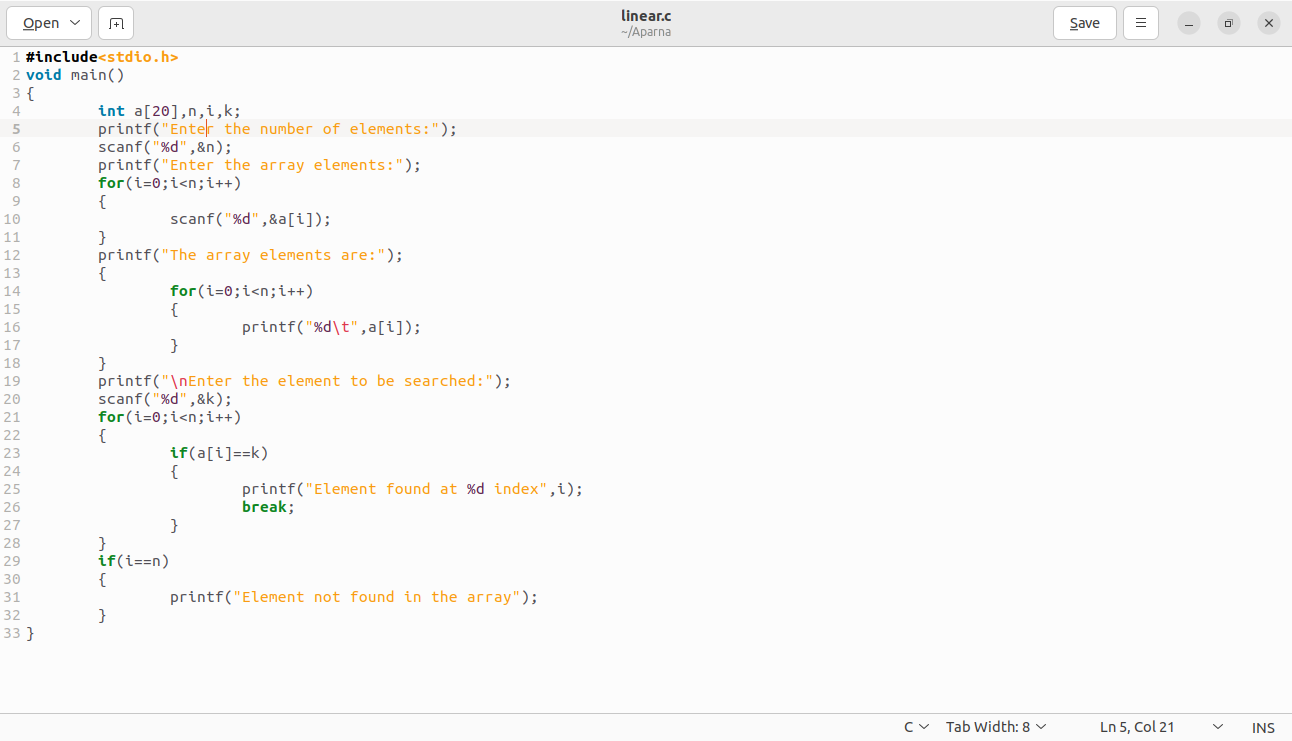 Open
linear.c
~/Aparna
Save
1 #include<stdio.h>
2 void main()
3 {
4         int a[20],n,i,k;
5         printf("Enter the number of elements:");
6         scanf("%d",&n);
7         printf("Enter the array elements:");
8         for(i=0;i<n;i++)
9         {
10                 scanf("%d",&a[i]);
11         }
12         printf("The array elements are:");
13         {
14                 for(i=0;i<n;i++)
15                 {
16                         printf("%d\t",a[i]);
17                 }
18         }
19         printf("\nEnter the element to be searched:");
20         scanf("%d",&k);
21         for(i=0;i<n;i++)
22         {
23                 if(a[i]==k)
24                 {
25                         printf("Element found at %d index",i);
26                         break;
27                 }
28         }
29         if(i==n)
30         {
31                 printf("Element not found in the array");
32         }
33 }
C Tab Width: 8 Ln 5, Col 21 INS